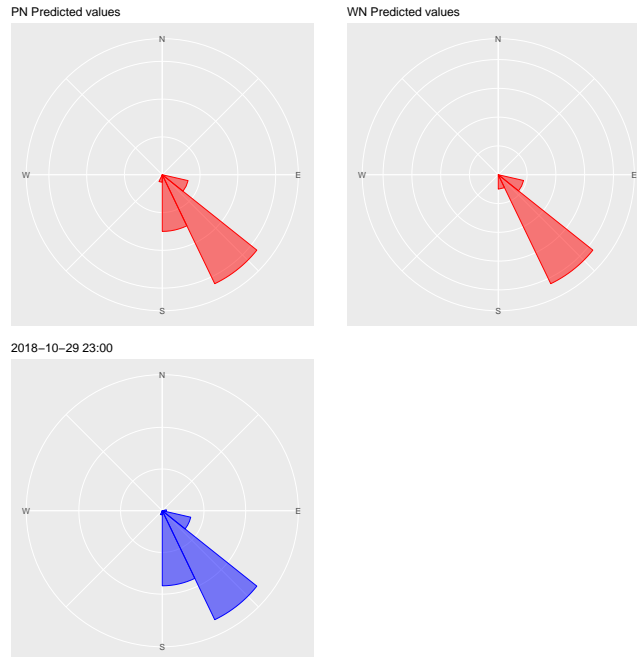 PN Predicted values
N
W
E
S
WN Predicted values
N
W
E
S
2018−10−29 23:00
N
W
E
S